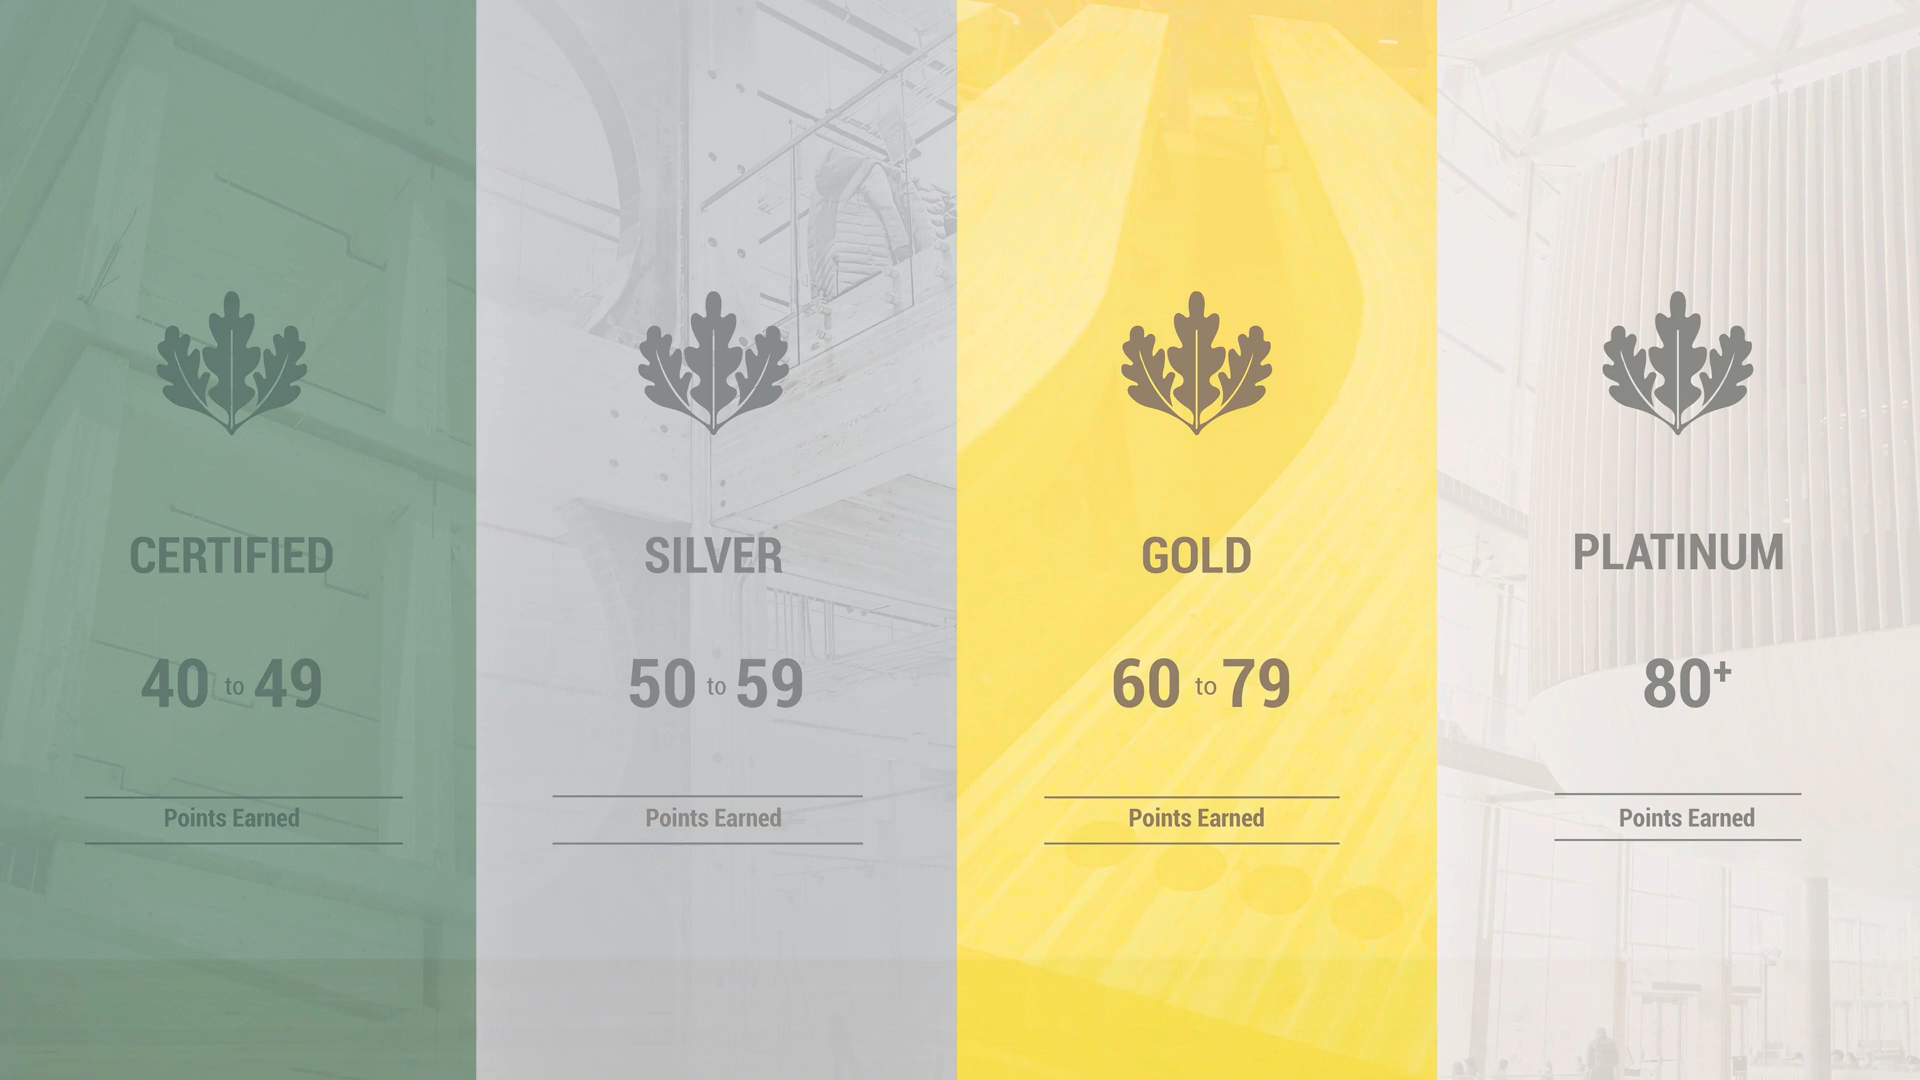 CERTIFIED
40 to 49
Points Earned
SILVER
50 to 59
Points Earned
GOLD
60 to 79
Points Earned
PLATINUM
80+
Points Earned